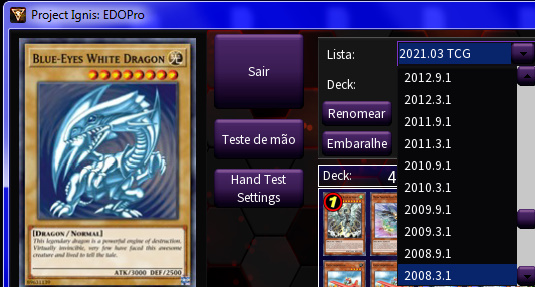 Project Ignis: EDOPro
BLUE-EYES WHITE DRAGON
[DRAGON / NORMAL]
This legendary dragon is a powerful engine of destruction.
Virtually invincible, very few have faced this awesome
creature and lived to tell the tale.
ATK/3000 DEF/2500
Sair
Teste de mão
Hand Test
Settings
Lista:
2021.03 TCG
Deck:
Renomear
Embaralhe
Deck:
4
1
2012.9.1
2012.3.1
2011.9.1
2011.3.1
2010.9.1
2010.3.1
2009.9.1
2009.3.1
2008.9.1
2008.3.1